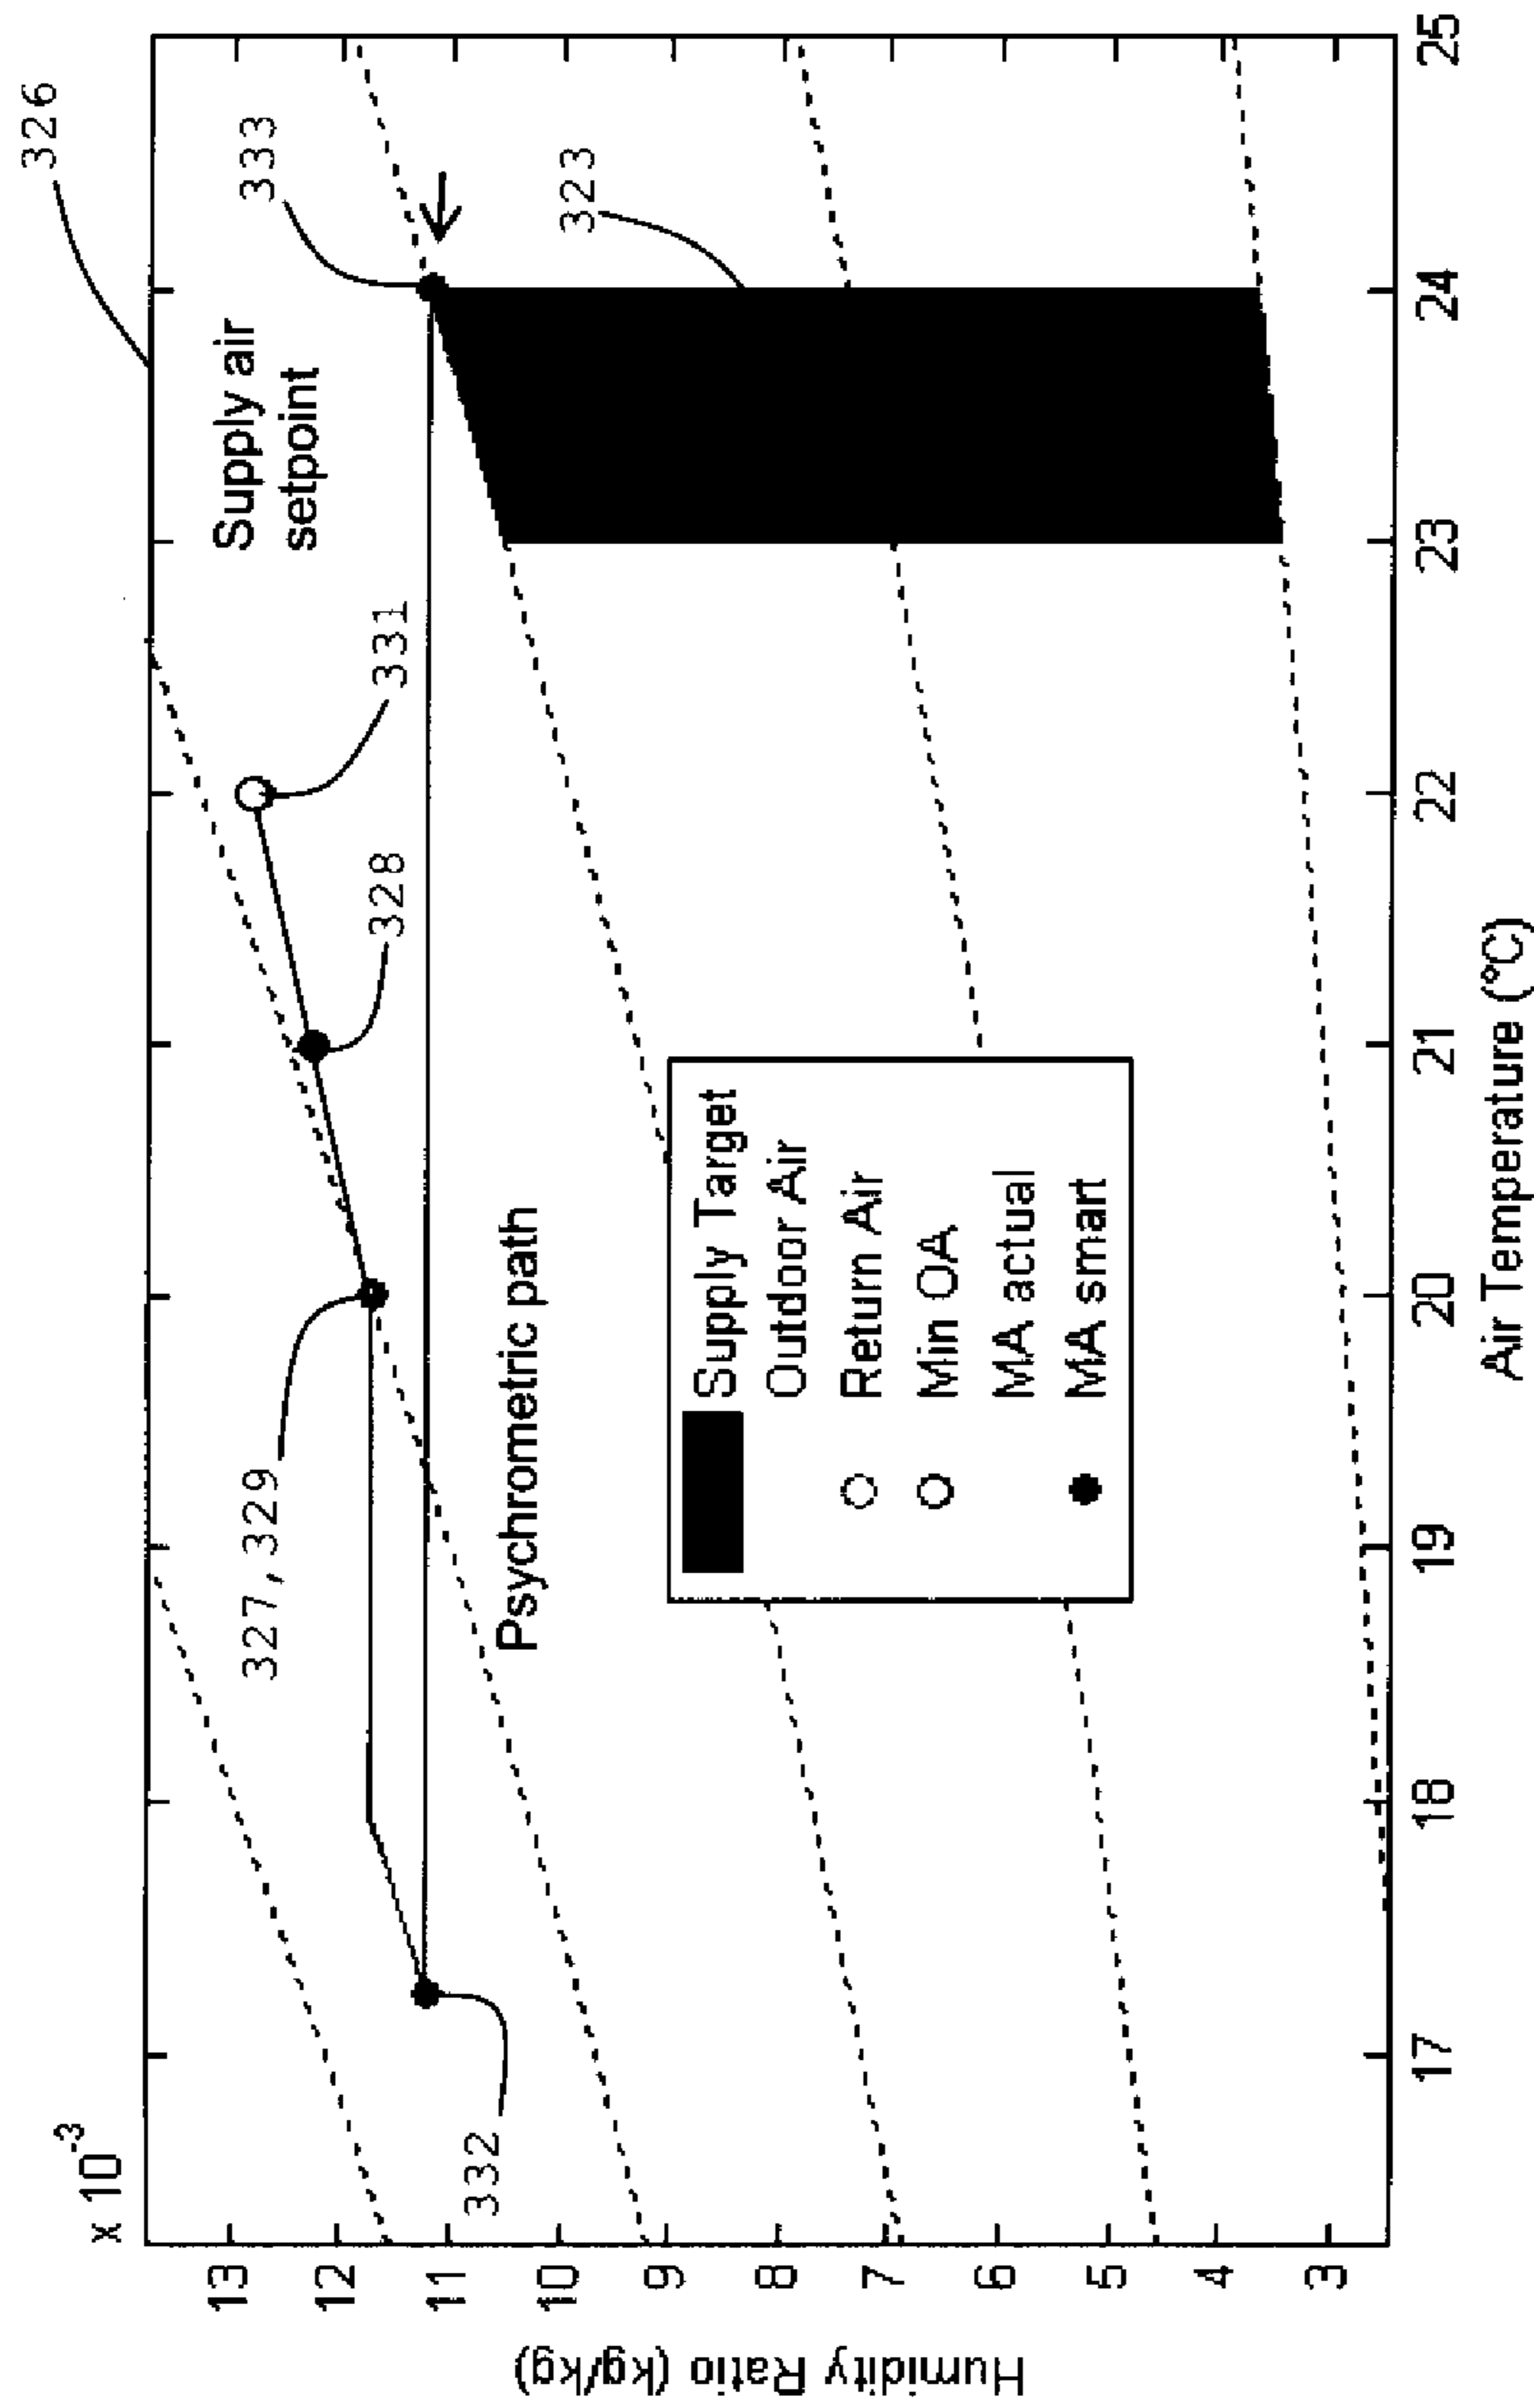 326
x 10-3
333
Supply air
setpoint
331
327,329
328
323
332
Psychrometric path
Supply Target
Outdoor Air
Return Air
Min OA
MA actual
MA smart
13
12
11
10
9
8
7
6
5
4
3
Humidity Ratio (kg/kg)
17
18
19
20
21
22
23
24
25
Air Temperature (°C)